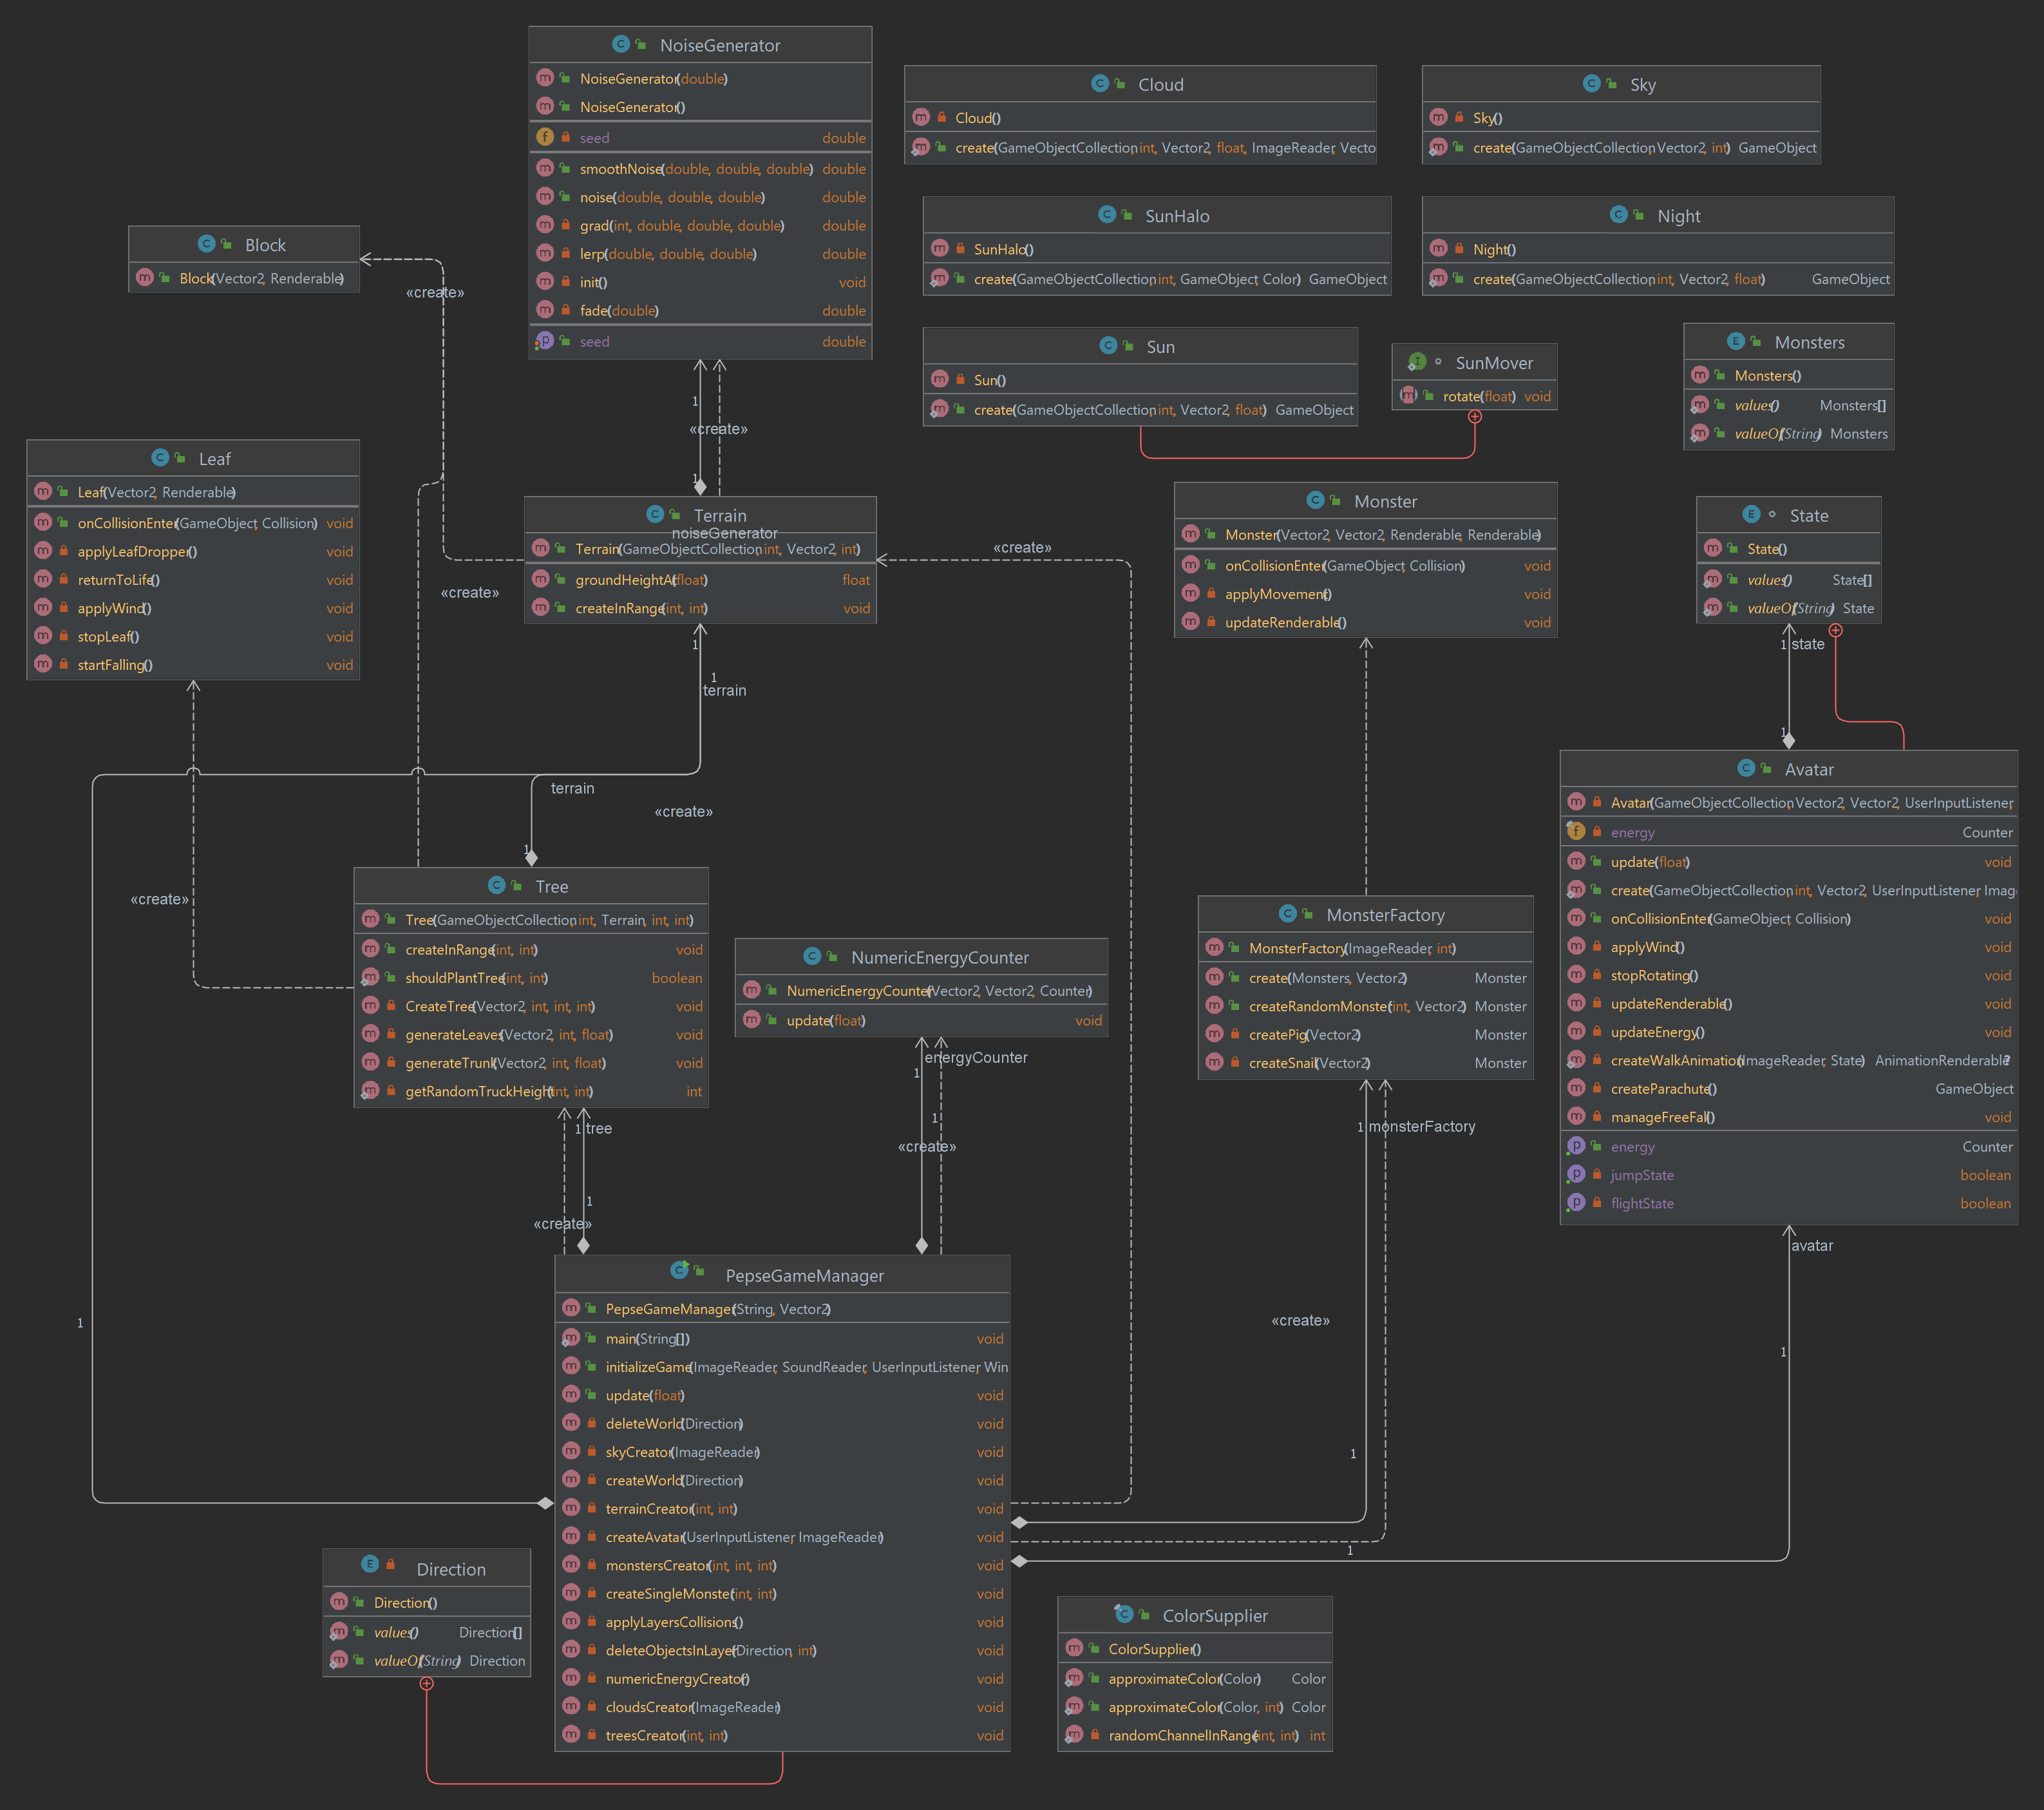 NoiseGenerator
NoiseGenerator(double)
NoiseGenerator()
seed double
smoothNoise(double, double, double) double
noise(double, double, double) double
grad(int, double, double, double) double
lerp(double, double, double) double
init() void
fade(double) double
seed double
Cloud
Cloud()
create(GameObjectCollection, int, Vector2, float, ImageReader, Vecto
Sky
Sky()
create(GameObjectCollection, Vector2, int) GameObject
SunHalo
SunHalo()
create(GameObjectCollection, int, GameObject, Color) GameObject
Night
Night()
create(GameObjectCollection, int, Vector2, float) GameObject
Block
Block(Vector2, Renderable)
«create»
Sun
Sun()
create(GameObjectCollection, int, Vector2, float) GameObject
SunMover
rotate(float) void
Monsters
Monsters()
values() Monsters[]
valueOf(String) Monsters
1
«create»
1
Leaf
Leaf(Vector2, Renderable)
onCollisionEnter(GameObject, Collision) void
applyLeafDropper() void
returnToLife() void
applyWind() void
stopLeaf() void
startFalling() void
Terrain
noiseGenerator
Terrain(GameObjectCollection, int, Vector2, int)
groundHeightAt(float) float
createInRange(int, int) void
«create»
«create»
Monster
Monster(Vector2, Vector2, Renderable, Renderable)
onCollisionEnter(GameObject, Collision) void
applyMovement() void
updateRenderable() void
State
State()
values() State[]
valueOf(String) State
1
1
terrain
1 state
1
terrain
«create»
1
«create»
Avatar
Avatar(GameObjectCollection, Vector2, Vector2, UserInputListener,
energy Counter
update(float) void
create(GameObjectCollection, int, Vector2, UserInputListener, Imag
onCollisionEnter(GameObject, Collision) void
applyWind() void
stopRotating() void
updateRenderable() void
updateEnergy() void
createWalkAnimation(ImageReader, State) AnimationRenderable?
createParachute() GameObject
manageFreeFall() void
energy Counter
jumpState boolean
flightState boolean
Tree
Tree(GameObjectCollection, int, Terrain, int, int)
createInRange(int, int) void
shouldPlantTree(int, int) boolean
CreateTree(Vector2, int, int, int) void
generateLeaves(Vector2, int, float) void
generateTrunk(Vector2, int, float) void
getRandomTruckHeight(int, int) int
NumericEnergyCounter
NumericEnergyCounter(Vector2, Vector2, Counter)
update(float) void
MonsterFactory
MonsterFactory(ImageReader, int)
create(Monsters, Vector2) Monster
createRandomMonster(int, Vector2) Monster
createPig(Vector2) Monster
createSnail(Vector2) Monster
energyCounter
1
1
«create»
1 tree
1
«create»
1 monsterFactory
avatar
1
1
«create»
1
1
PepseGameManager
PepseGameManager(String, Vector2)
main(String[]) void
initializeGame(ImageReader, SoundReader, UserInputListener, Win
update(float) void
deleteWorld(Direction) void
skyCreator(ImageReader) void
createWorld(Direction) void
terrainCreator(int, int) void
createAvatar(UserInputListener, ImageReader) void
monstersCreator(int, int, int) void
createSingleMonster(int, int) void
applyLayersCollisions() void
deleteObjectsInLayer(Direction, int) void
numericEnergyCreator() void
cloudsCreator(ImageReader) void
treesCreator(int, int) void
Direction
Direction()
values() Direction[]
valueOf(String) Direction
ColorSupplier
ColorSupplier()
approximateColor(Color) Color
approximateColor(Color, int) Color
randomChannelInRange(int, int) int